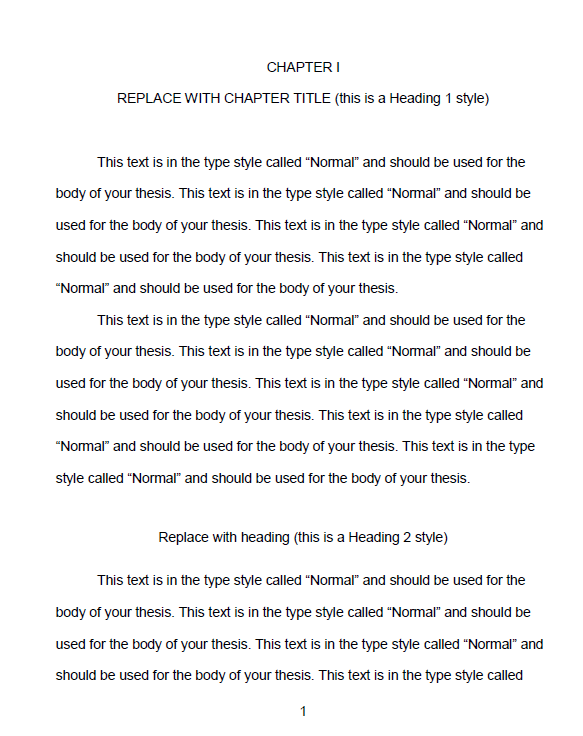 CHAPTER I
REPLACE WITH CHAPTER TITLE (this is a Heading 1 style)
This text is in the type style called “Normal” and should be used for the
body of your thesis. This text is in the type style called “Normal” and should be
used for the body of your thesis. This text is in the type style called “Normal” and
should be used for the body of your thesis. This text is in the type style called
“Normal” and should be used for the body of your thesis.
This text is in the type style called “Normal” and should be used for the
body of your thesis. This text is in the type style called “Normal” and should be
used for the body of your thesis. This text is in the type style called “Normal” and
should be used for the body of your thesis. This text is in the type style called
“Normal” and should be used for the body of your thesis. This text is in the type
style called “Normal” and should be used for the body of your thesis.
Replace with heading (this is a Heading 2 style)
This text is in the type style called “Normal” and should be used for the
body of your thesis. This text is in the type style called “Normal” and should be
used for the body of your thesis. This text is in the type style called “Normal” and
should be used for the body of your thesis. This text is in the type style called
1